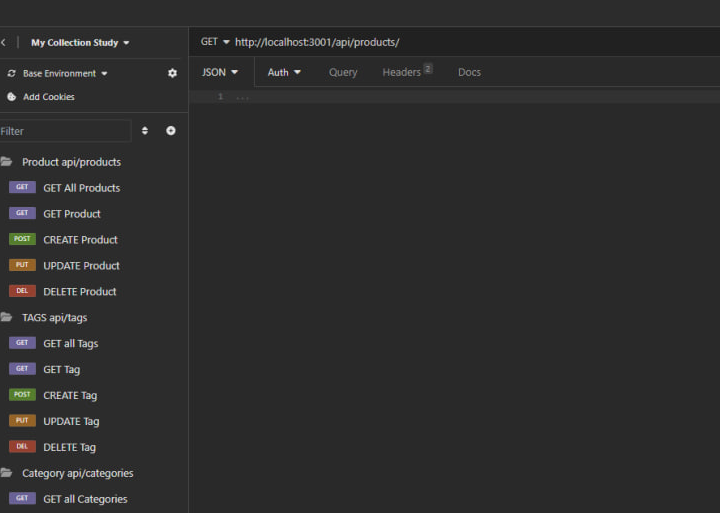 My Collection Study
GET http://localhost:3001/api/products/
Base Environment
JSON Auth Query Headers 2 Docs
Add Cookies
1 ...
Filter
Product api/products
GET GET All Products
GET GET Product
POST CREATE Product
PUT UPDATE Product
DEL DELETE Product
TAGS api/tags
GET GET all Tags
GET GET Tag
POST CREATE Tag
PUT UPDATE Tag
DEL DELETE Tag
Category api/categories
GET GET all Categories